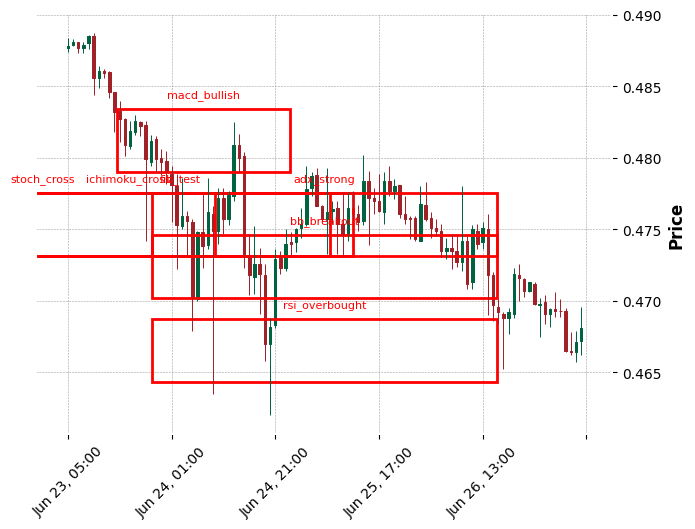 0.490
0.485
macd_bullish
0.480
stoch_cross
ichimoku_cross
adx_strong
0.475
bb_breakout
0.470
rsi_overbought
0.465
Price
Jun 23, 05:00
Jun 24, 01:00
Jun 24, 21:00
Jun 25, 17:00
Jun 26, 13:00